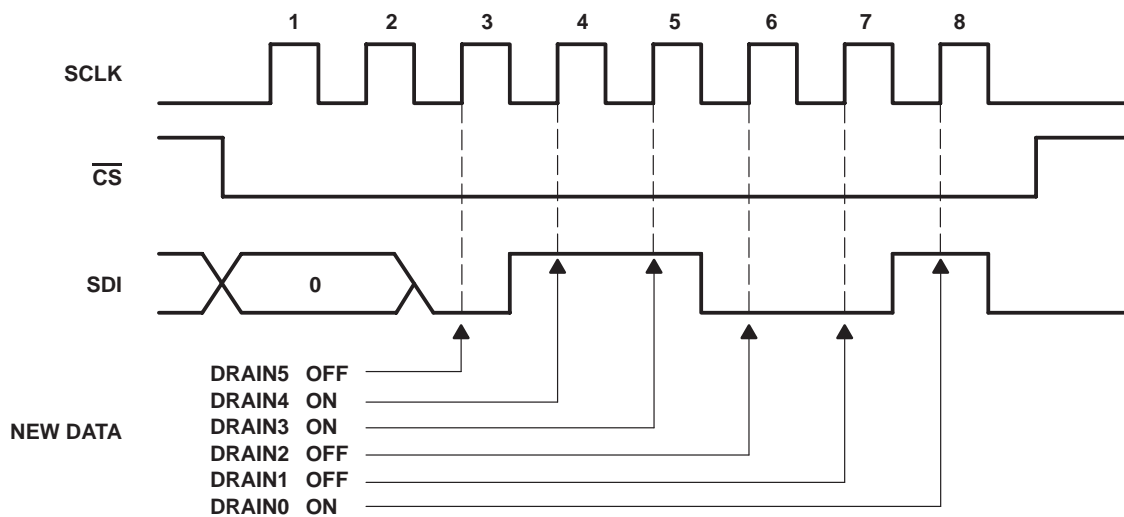 1 2 3 4 5 6 7 8
SCLK
CS
SDI
0
DRAIN5 OFF
DRAIN4 ON
DRAIN3 ON
NEW DATA
DRAIN2 OFF
DRAIN1 OFF
DRAIN0 ON